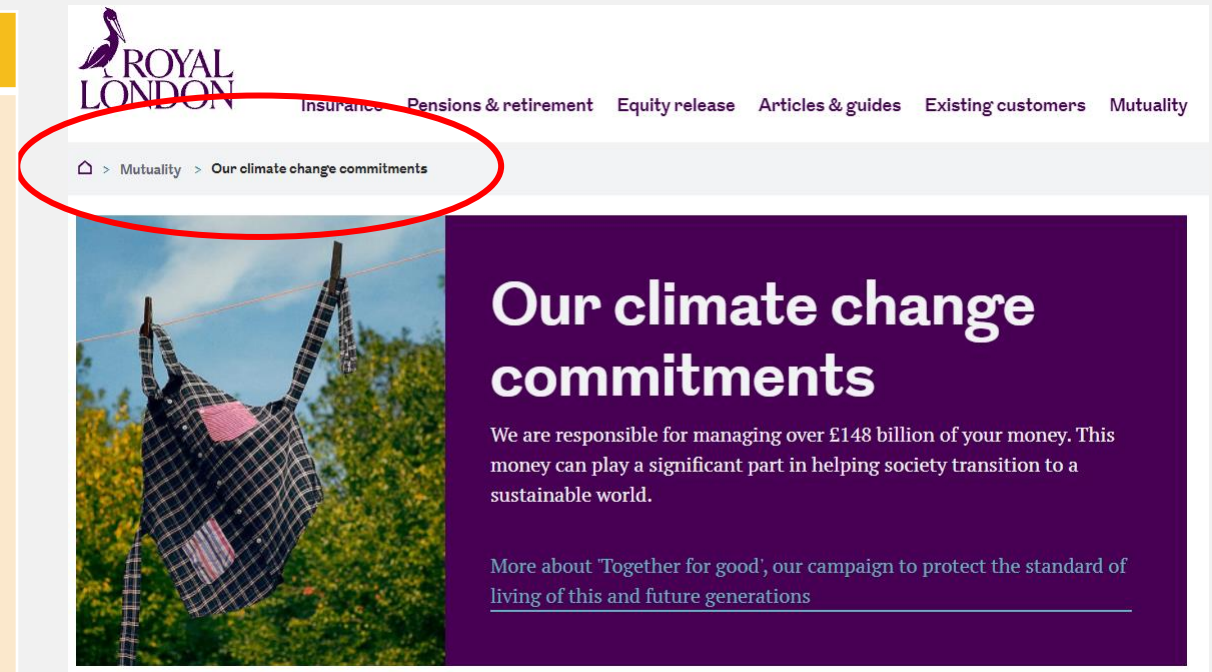 ROYAL
LONDON
Insurance Pensions & retirement Equity release Articles & guides Existing customers Mutuality
> Mutuality > Our climate change commitments
Our climate change
commitments
We are responsible for managing over £148 billion of your money. This
money can play a significant part in helping society transition to a
sustainable world.
More about 'Together for good', our campaign to protect the standard of
living of this and future generations